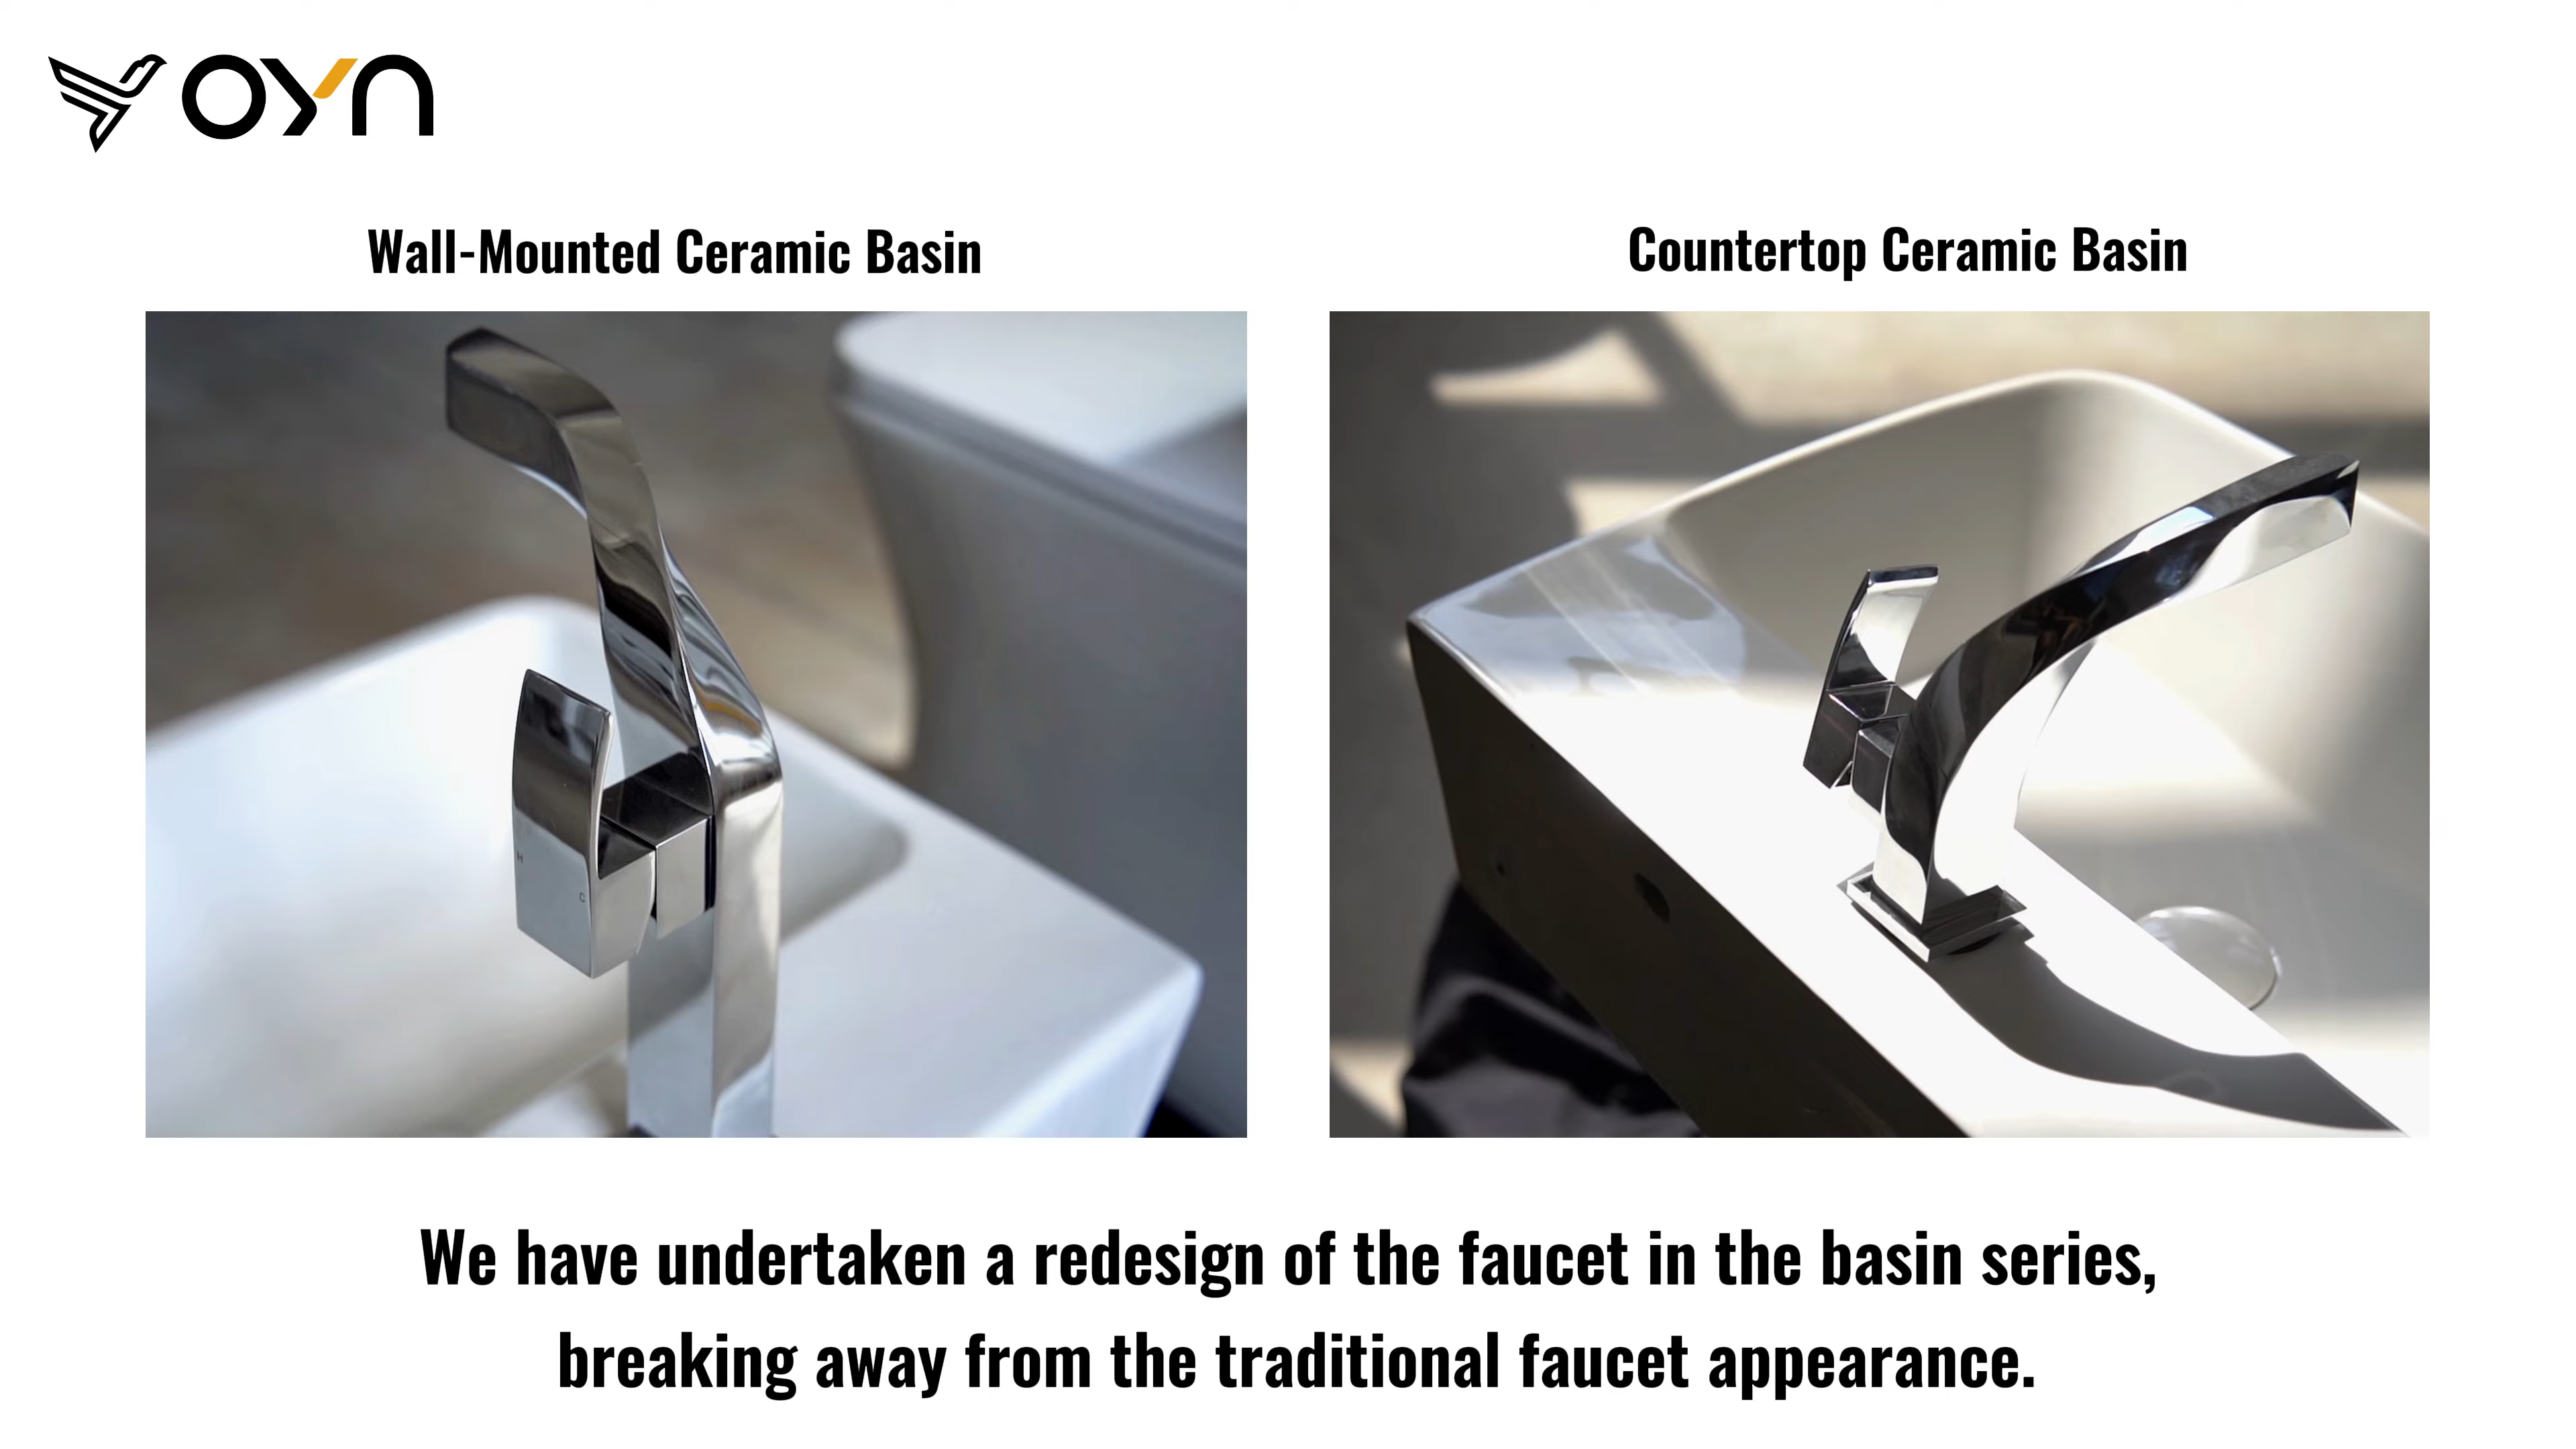 oyn
Wall-Mounted Ceramic Basin
Countertop Ceramic Basin
H
C
We have undertaken a redesign of the faucet in the basin series,
breaking away from the traditional faucet appearance.